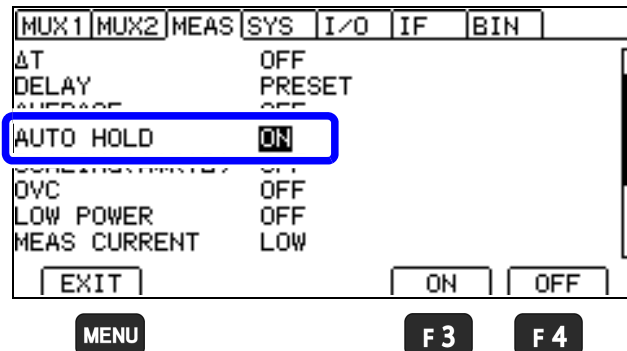 MUX1 MUX2 MEAS SYS I/O IF BIN
ΔT OFF
DELAY PRESET
AUTO HOLD ON
OVC OFF
LOW POWER OFF
MEAS CURRENT LOW
EXIT ON OFF
MENU F3 F4